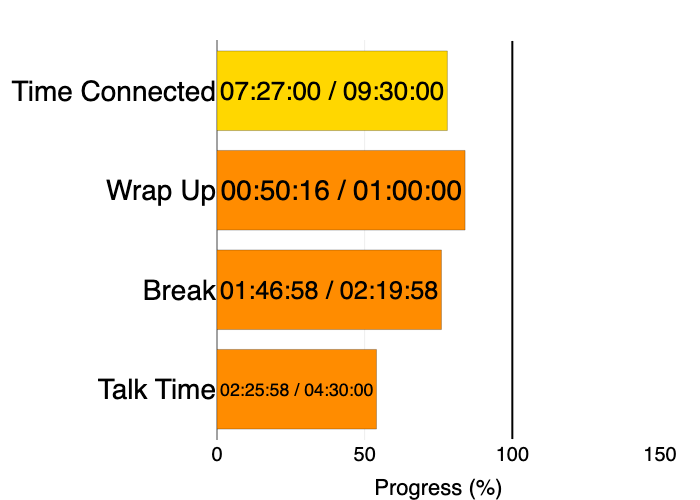 Time Connected 07:27:00 / 09:30:00
Wrap Up 00:50:16 / 01:00:00
Break 01:46:58 / 02:19:58
Talk Time 02:25:58 / 04:30:00
0 50 100 150
Progress (%)